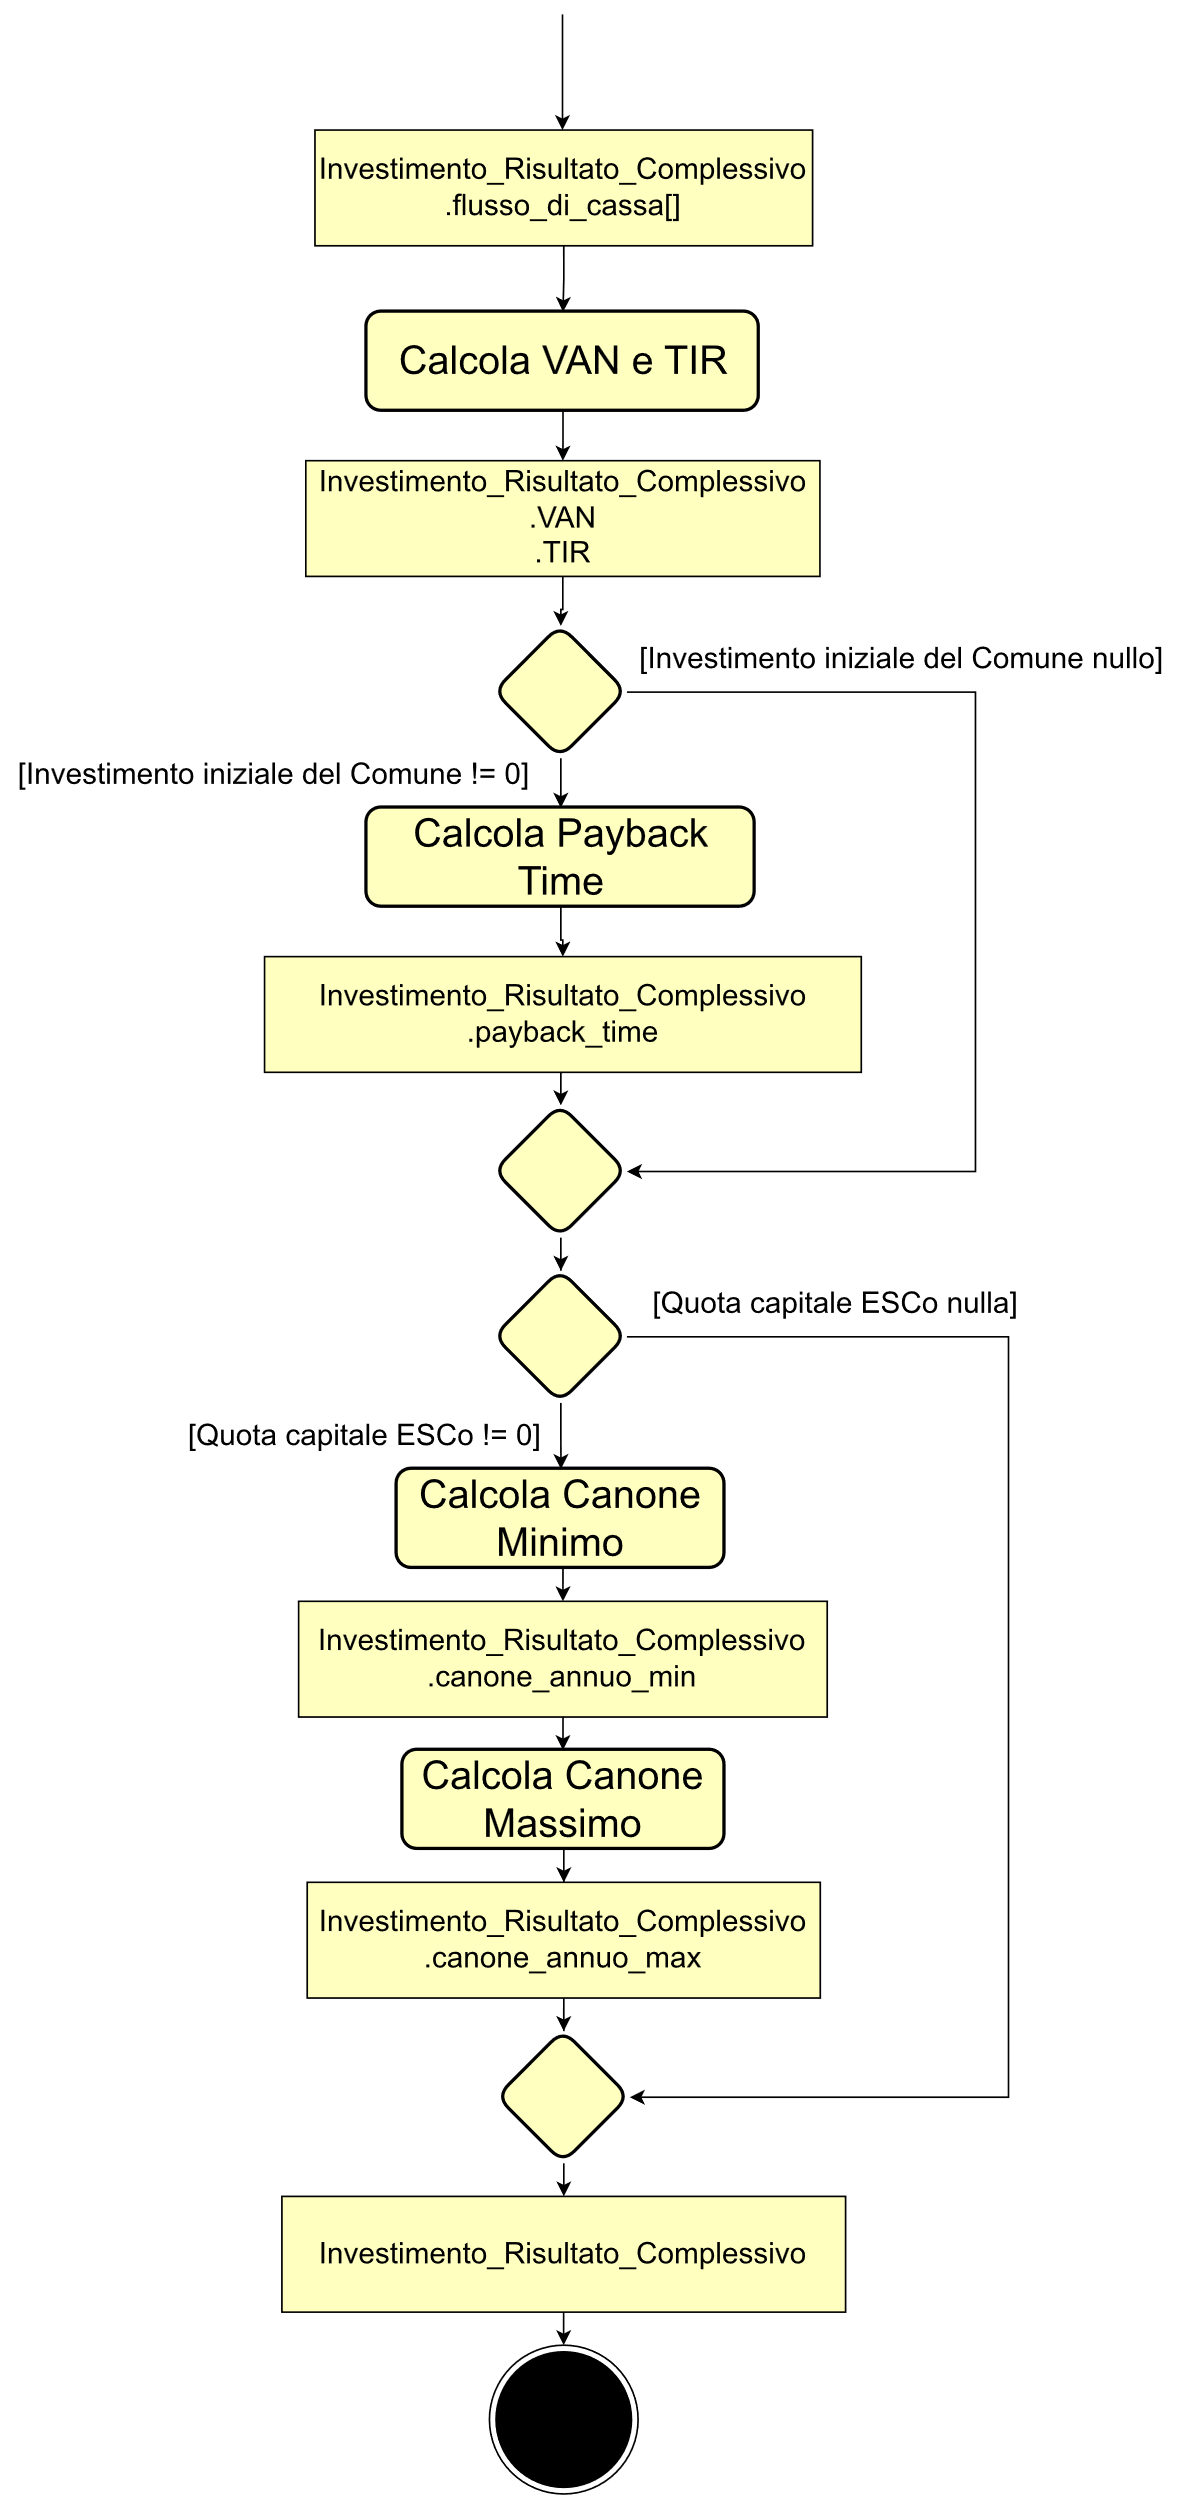 Investimento_Risultato_Complessivo
.flusso_di_cassa[]
Calcola VAN e TIR
Investimento_Risultato_Complessivo
.VAN
.TIR
[Investimento iniziale del Comune nullo]
[Investimento iniziale del Comune != 0]
Calcola Payback
Time
Investimento_Risultato_Complessivo
.payback_time
[Quota capitale ESCo nulla]
[Quota capitale ESCo != 0]
Calcola Canone
Minimo
Investimento_Risultato_Complessivo
.canone_annuo_min
Calcola Canone
Massimo
Investimento_Risultato_Complessivo
.canone_annuo_max
Investimento_Risultato_Complessivo